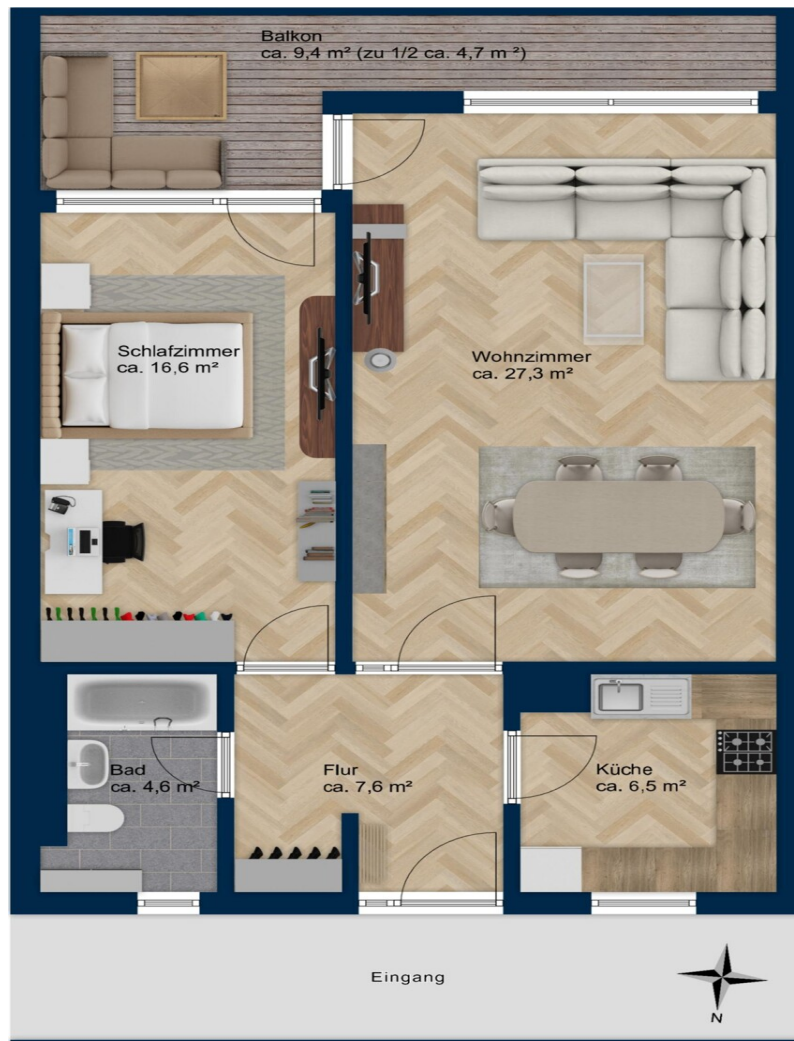 Balkon
ca. 9,4 m² (zu 1/2 ca. 4,7 m ²)
Schlafzimmer
ca. 16,6 m²
Wohnzimmer
ca. 27,3 m²
Bad
ca. 4,6 m²
Flur
ca. 7,6 m²
Küche
ca. 6,5 m²
Eingang
N